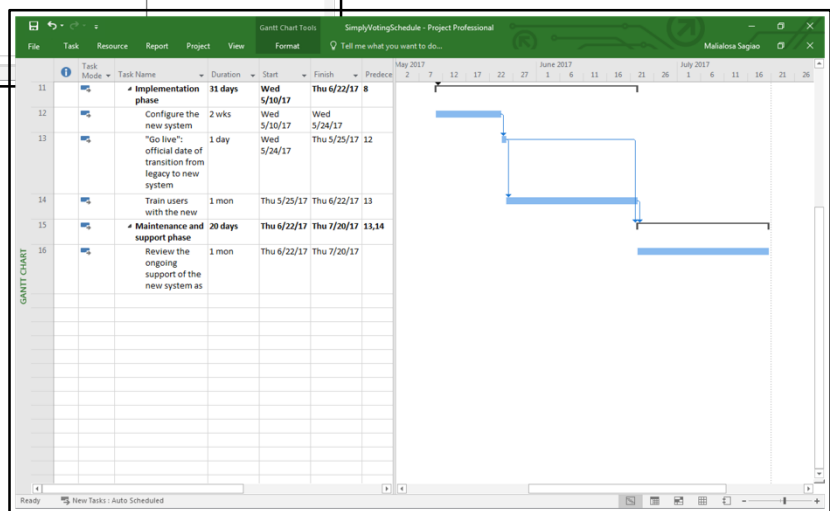 Gantt Chart Tools SimplyVotingSchedule - Project Professional
File Task Resource Report Project View Format Tell me what you want to do... Malialosa Sagiao
Task Mode Task Name Duration Start Finish Predece
May 2017 June 2017 July 2017
2 7 12 17 22 27 1 6 11 16 21 26 1 6 11 16 21 26
11 Implementation 31 days Wed Thu 6/22/17 8
phase 5/10/17
12 Configure the 2 wks Wed Wed
new system 5/10/17 5/24/17
13 "Go live": 1 day Wed Thu 5/25/17 12
official date of 5/24/17
transition from
legacy to new
system
14 Train users 1 mon Thu 5/25/17 Thu 6/22/17 13
with the new
15 Maintenance and 20 days Thu 6/22/17 Thu 7/20/17 13,14
support phase
16 Review the 1 mon Thu 6/22/17 Thu 7/20/17
ongoing
support of the
new system as
GANTT CHART
Ready New Tasks : Auto Scheduled